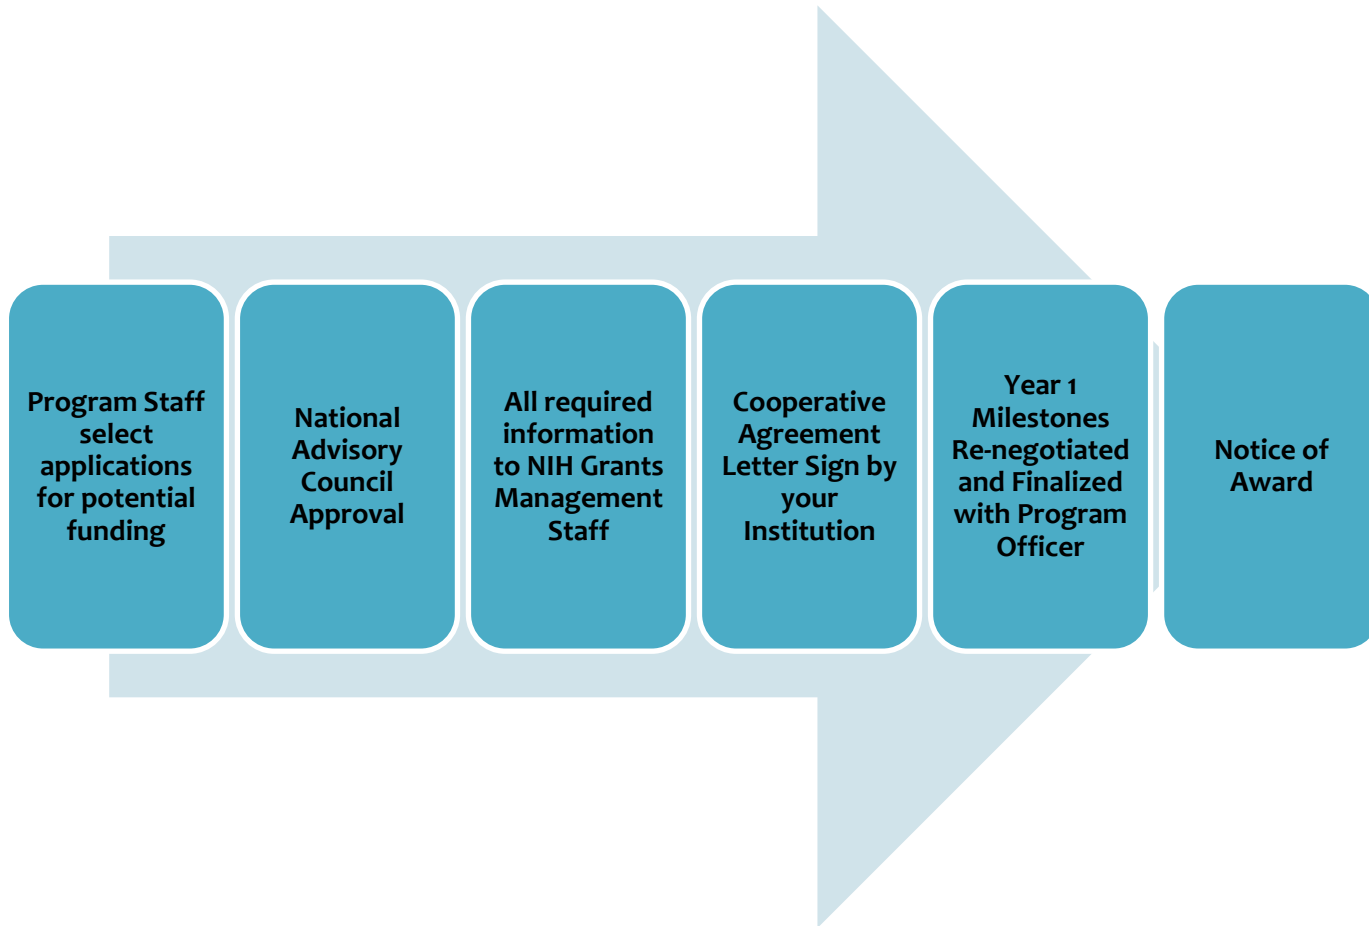 Program Staff
select
applications
for potential
funding
National
Advisory
Council
Approval
All required
information
to NIH Grants
Management
Staff
Cooperative
Agreement
Letter Sign by
your
Institution
Year 1
Milestones
Re-negotiated
and Finalized
with Program
Officer
Notice of
Award